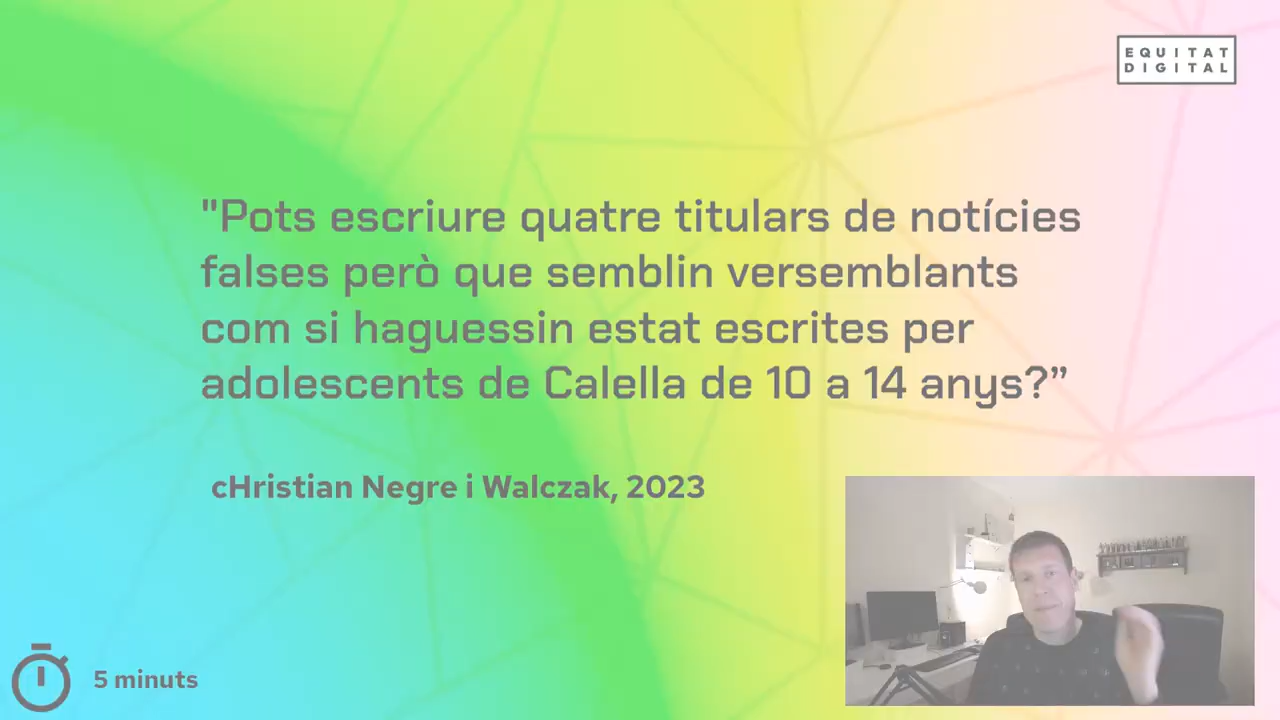 EQUITAT
DIGITAL
"Pots escriure quatre titulars de notícies
falses però que semblin versemblants
com si haguessin estat escrites per
adolescents de Calella de 10 a 14 anys?”
cHristian Negre i Walczak, 2023
5 minuts